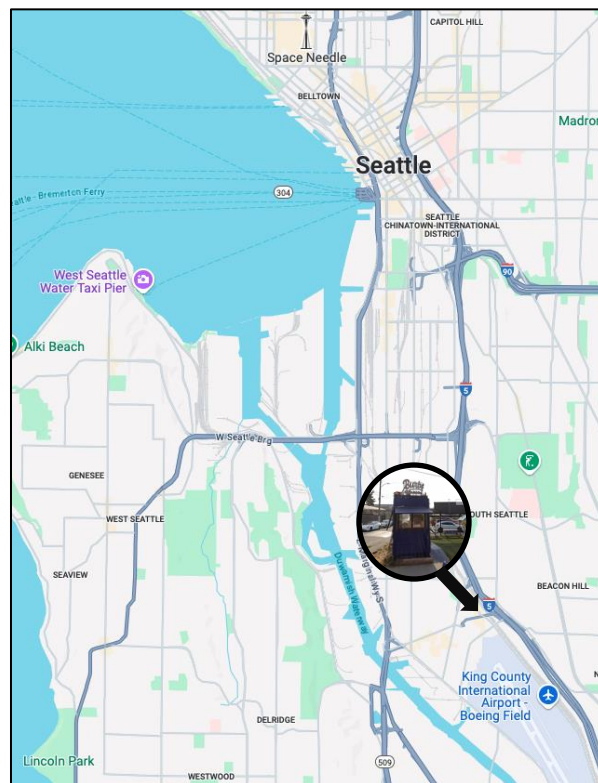 CAPITOL HILL
Space Needle
BELLTOWN
Madron
Seattle
304
attle - Bremerton Ferry
SEATTLE
CHINATOWN-INTERNATIONAL
DISTRICT
90
West Seattle
Water Taxi Pier
Alki Beach
5
W Seattle Brg
GENESEE
WEST SEATTLE
OUTH SEATTLE
SEAVIEW
Duwamish Waterway
E Marginal Wy S
BEACON HILL
5
King County
International
Airport -
Boeing Field
DELRIDGE
509
Lincoln Park
WESTWOOD